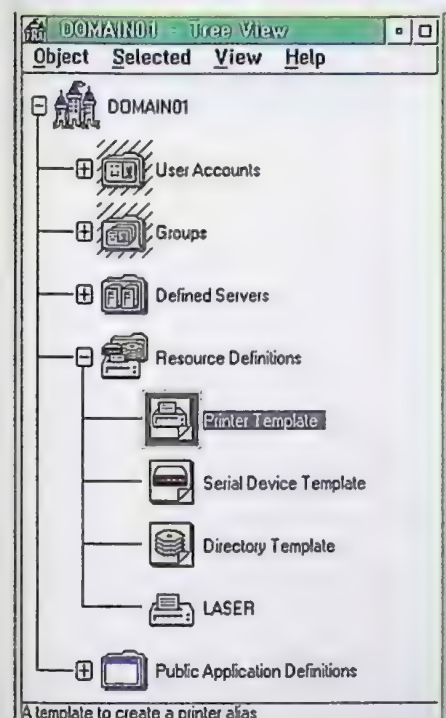 DOMAIN01 - Tree View
Object Selected View Help
DOMAIN01
User Accounts
Groups
Defined Servers
Resource Definitions
Printer Template
Serial Device Template
Directory Template
LASER
Public Application Definitions
A template to create a printer alias